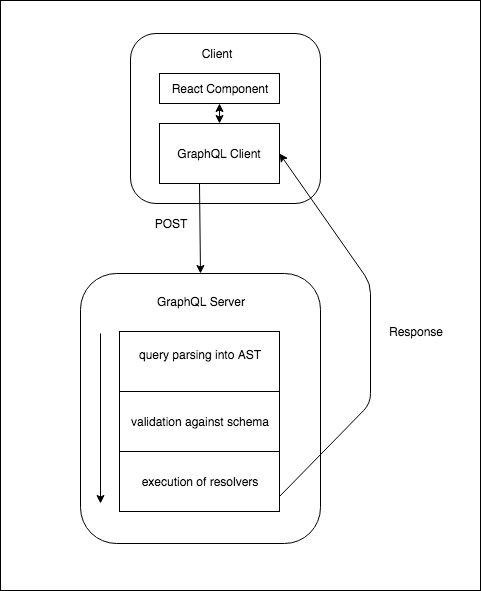 Client
React Component
GraphQL Client
POST
GraphQL Server
Response
query parsing into AST
validation against schema
execution of resolvers